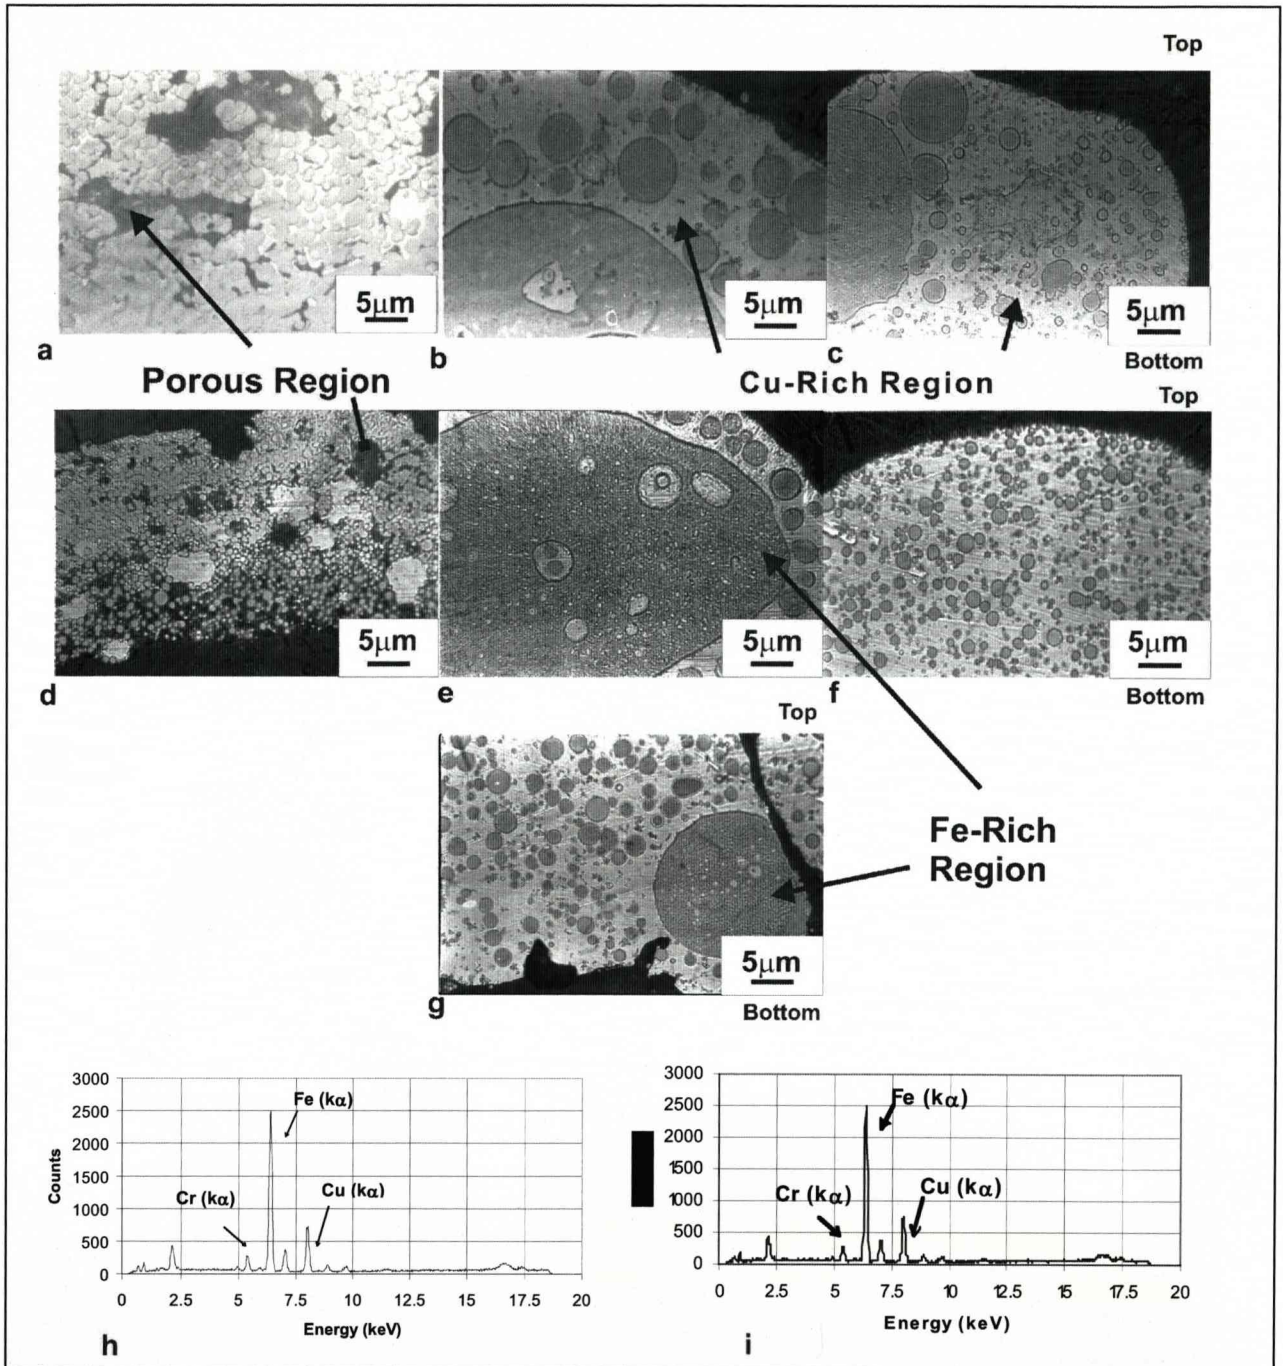 Top
5μm
5μm
5μm
a
b
c
Bottom
Porous Region
Cu-Rich Region
Top
5μm
5μm
5μm
d
e
f
Bottom
Top
5μm
g
Bottom
Fe-Rich
Region
3000
2500
2000
1500
1000
500
0
Counts
Fe (kα)
Cr (kα)
Cu (kα)
0 2.5 5 7.5 10 12.5 15 17.5 20
Energy (keV)
h
3000
2500
2000
1500
1000
500
0
Fe (kα)
Cr (kα)
Cu (kα)
0 2.5 5 7.5 10 12.5 15 17.5 20
Energy (keV)
i